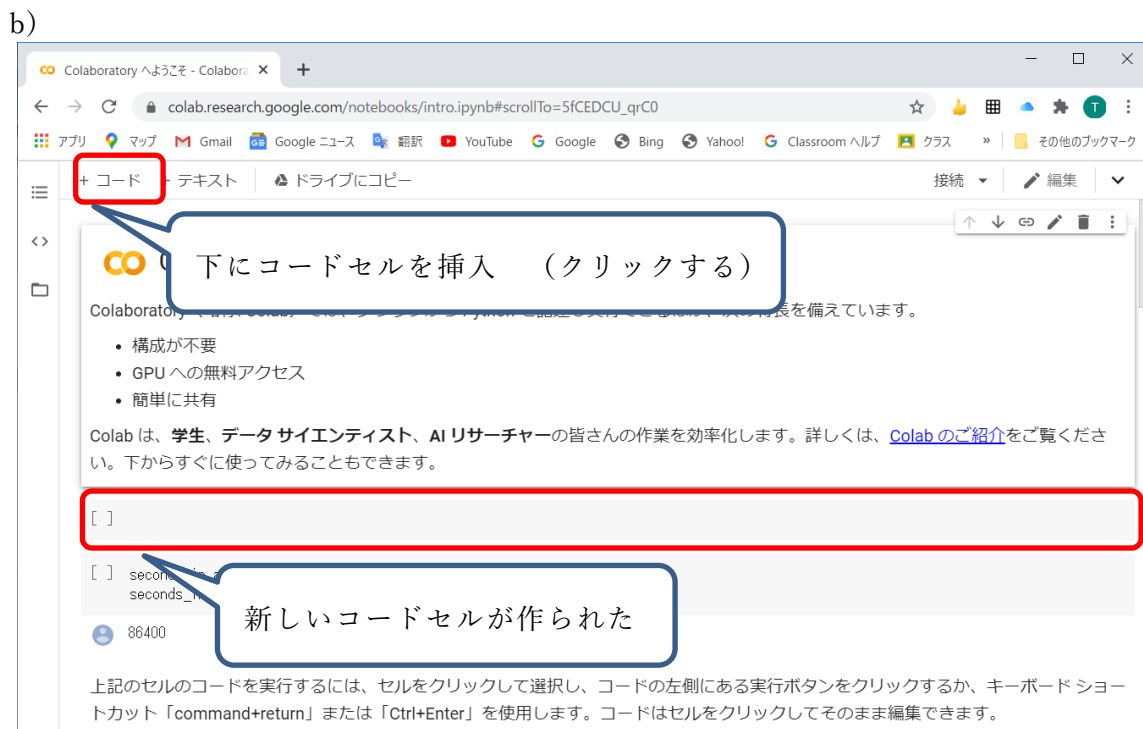 b)
Colaboratory へようこそ - Colabora
colab.research.google.com/notebooks/intro.ipynb#scrollTo=5fCEDCU_qrC0
T
アプリ マップ Gmail Google ニュース 翻訳 YouTube Google Bing Yahoo! Classroom ヘルプ クラス » その他のブックマーク
+ コード + テキスト ドライブにコピー 接続 編集
下にコードセルを挿入 (クリックする)
Colaboratory を備えています。
• 構成が不要
• GPU への無料アクセス
• 簡単に共有
Colab は、学生、データ サイエンティスト、AI リサーチャーの皆さんの作業を効率化します。詳しくは、Colab のご紹介をご覧くださ
い。下からすぐに使ってみることもできます。
[ ]
[ ]
新しいコードセルが作られた
86400
上記のセルのコードを実行するには、セルをクリックして選択し、コードの左側にある実行ボタンをクリックするか、キーボード ショー
トカット「command+return」または「Ctrl+Enter」を使用します。コードはセルをクリックしてそのまま編集できます。